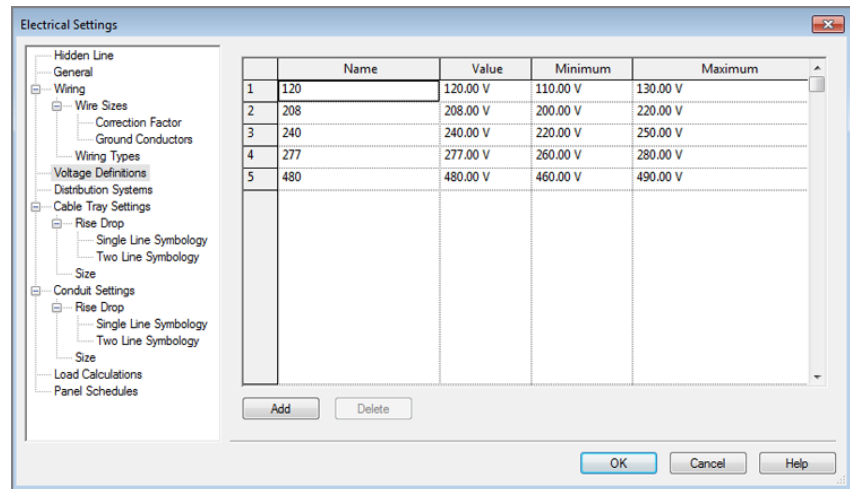 Electrical Settings
Hidden Line
General
Wiring
Wire Sizes
Correction Factor
Ground Conductors
Wiring Types
Voltage Definitions
Distribution Systems
Cable Tray Settings
Rise Drop
Single Line Symbology
Two Line Symbology
Size
Conduit Settings
Rise Drop
Single Line Symbology
Two Line Symbology
Size
Load Calculations
Panel Schedules
Name Value Minimum Maximum
1 120 120.00 V 110.00 V 130.00 V
2 208 208.00 V 200.00 V 220.00 V
3 240 240.00 V 220.00 V 250.00 V
4 277 277.00 V 260.00 V 280.00 V
5 480 480.00 V 460.00 V 490.00 V
Add Delete
OK Cancel Help